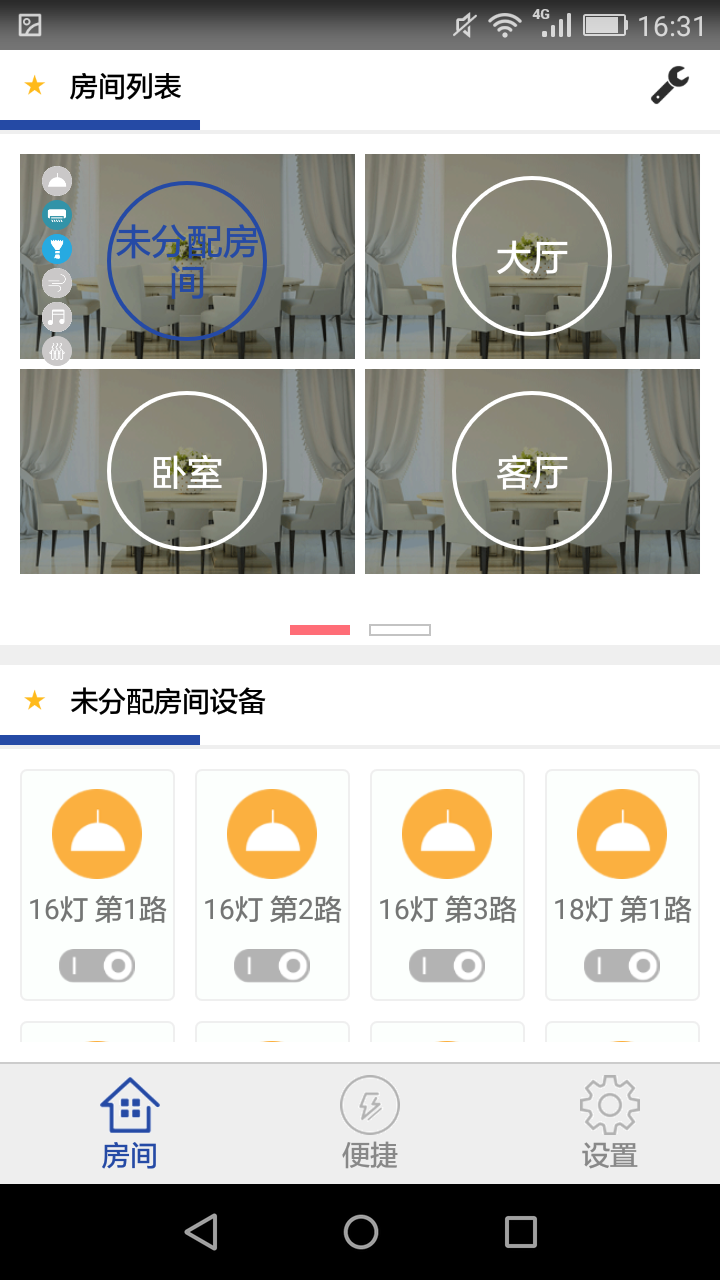 4G 16:31
房间列表
未分配房
间
大厅
卧室
客厅
未分配房间设备
16灯 第1路
16灯 第2路
16灯 第3路
18灯 第1路
房间
便捷
设置